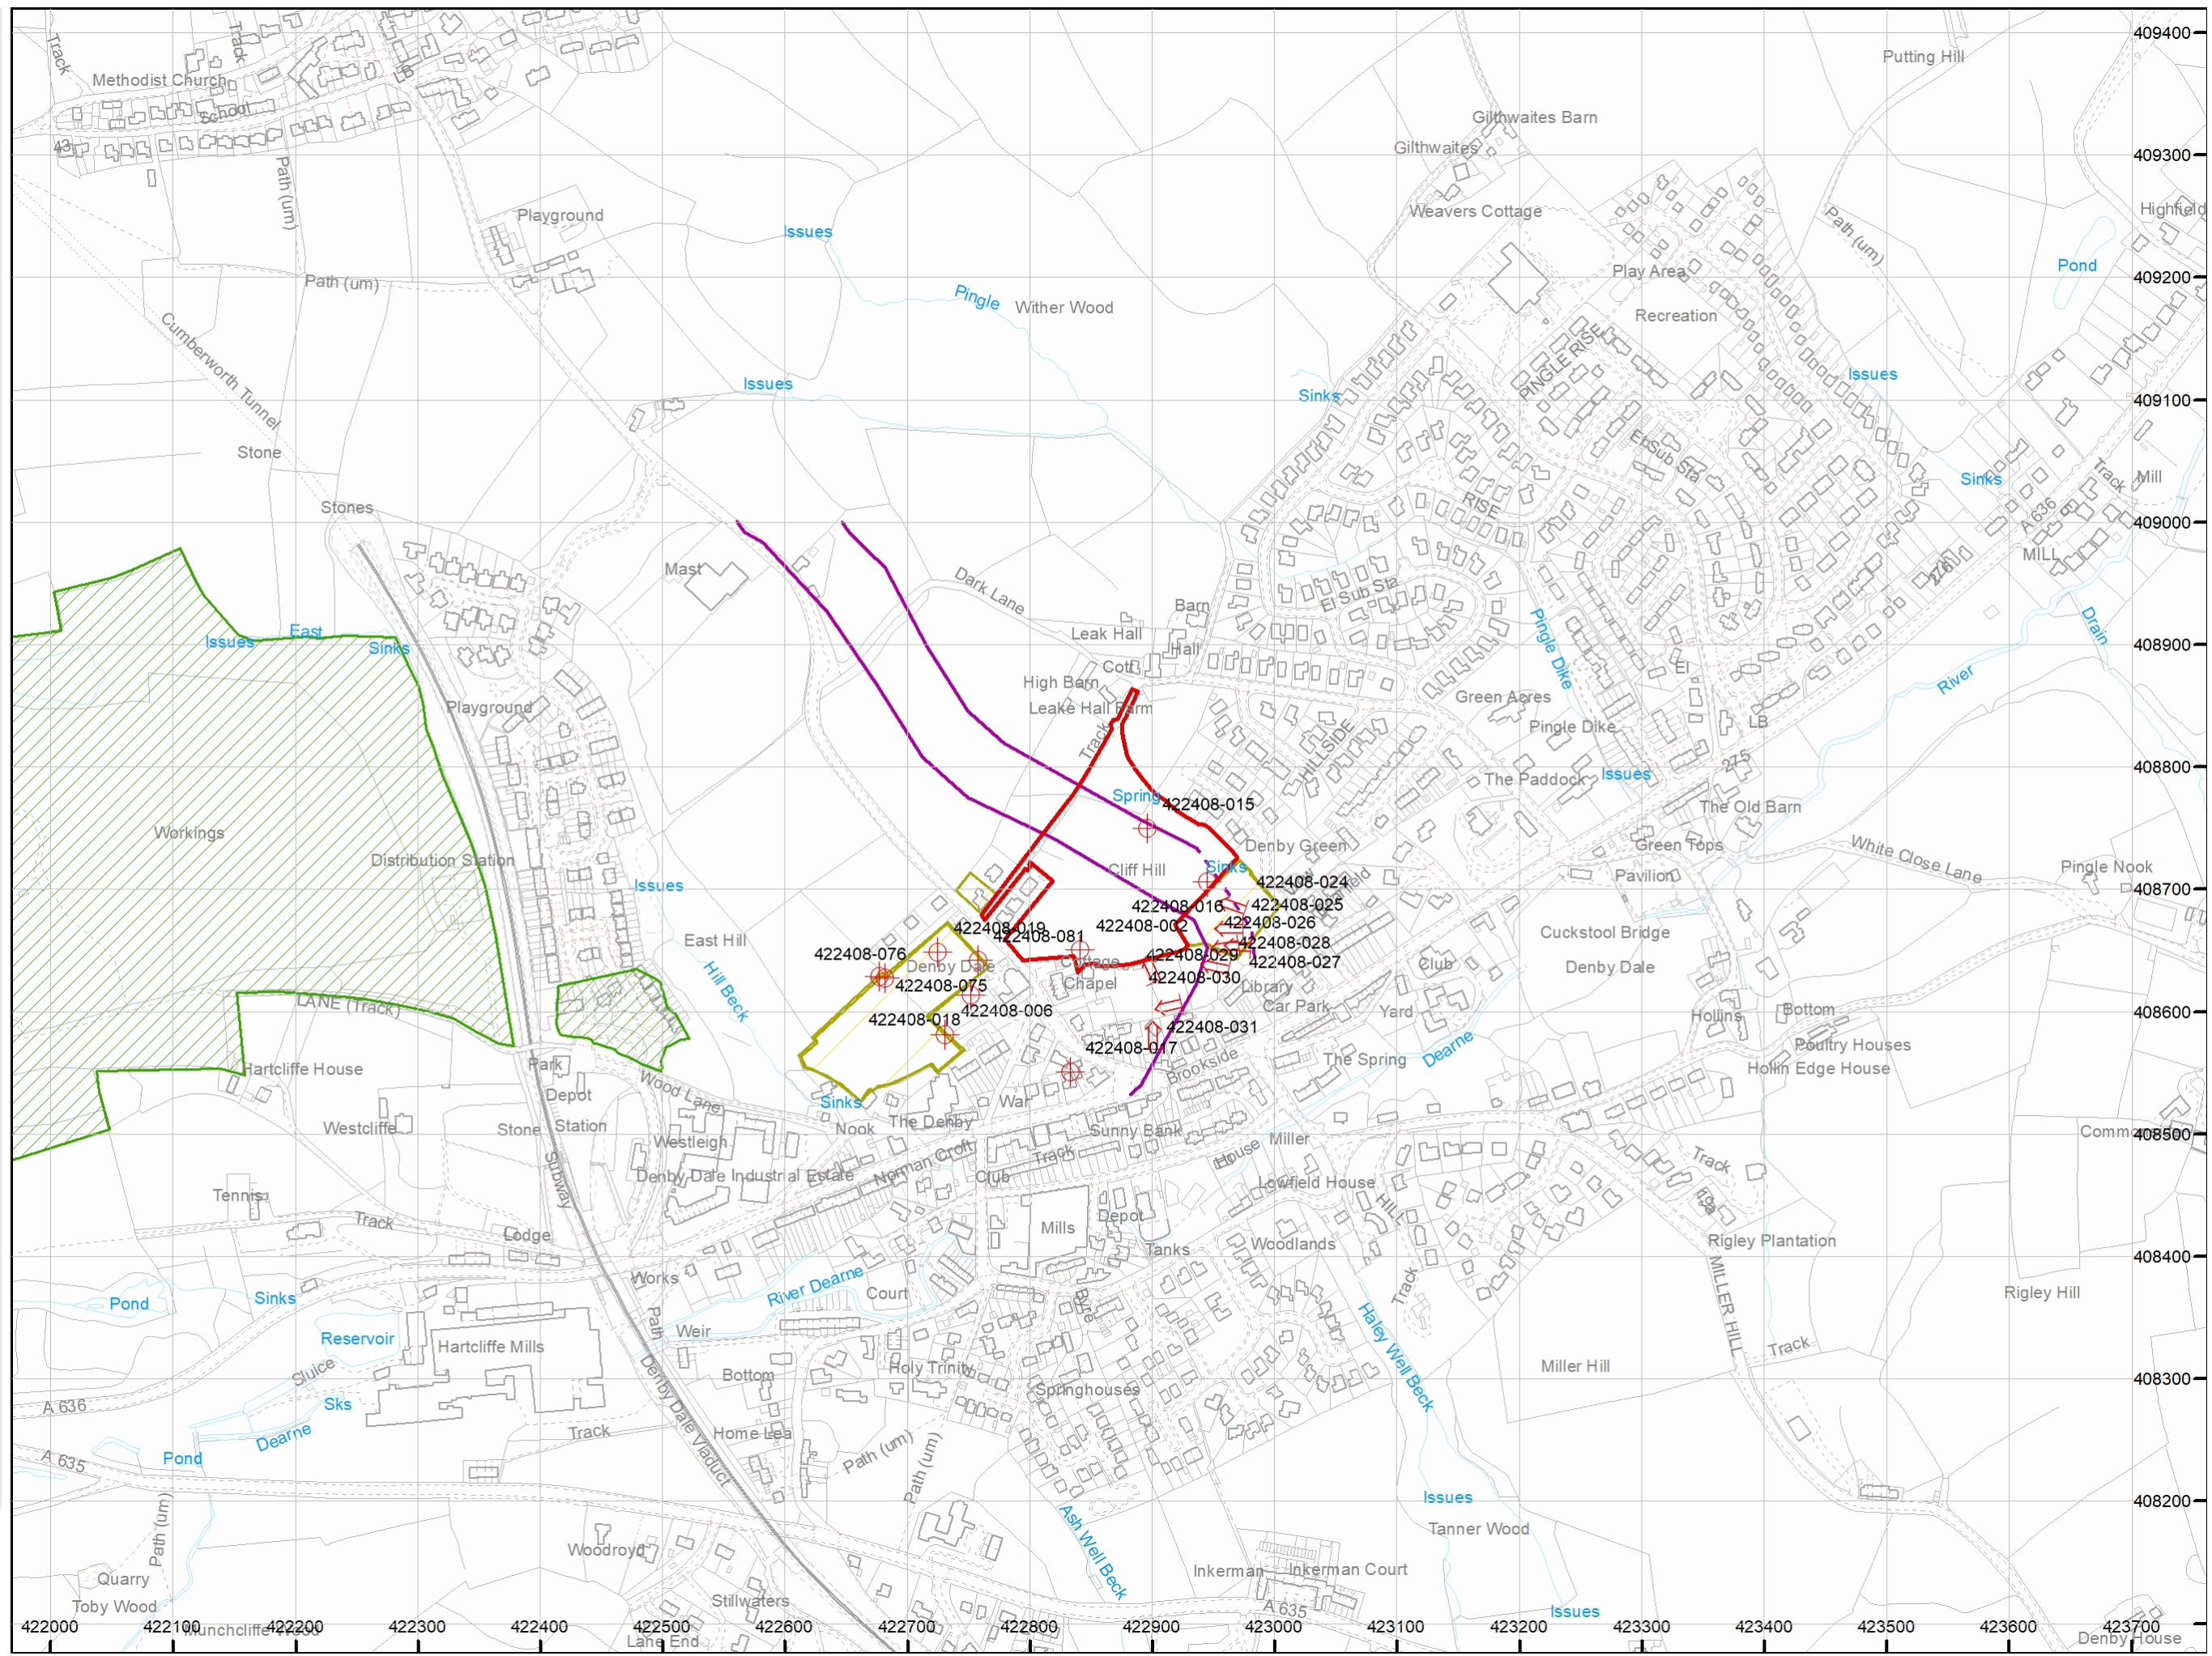 Track
Track
Methodist Church
LB
School
43
Path (um)
409400
Putting Hill
Gilthwaites Barn
Gilthwaites
409300
Playground
Issues
Weavers Cottage
Path (um)
Highfield
Path (um)
Pingle
Wither Wood
Play Area
Pond
409200
Recreation
Cumberworth Tunnel
PINGLE RISE
Issues
Sinks
Issues
409100
Stone
El Sub Sta
Sinks
Track
Mill
Stones
RISE
A 636
409000
MILL
Mast
Dark Lane
El Sub Sta
276
Barn
Issues
East
Sinks
Leak Hall
Hall
Pingle Dike
Drain
408900
Cott
High Barn
El
River
Playground
Leake Hall Farm
Green Acres
Track
HILLSIDE
Pingle Dike
LB
275
Spring
422408-015
The Paddock
Issues
408800
The Old Barn
Workings
Distribution Station
Denby Green
Green Tops
White Close Lane
Cliff Hill
Sinks
Pavilion
Pingle Nook
Issues
422408-024
408700
422408-016
422408-025
422408-019
422408-002
422408-026
422408-081
East Hill
422408-076
422408-028
Cuckstool Bridge
422408-029
422408-027
Denby Dale
Cottage
Club
Denby Dale
422408-075
Chapel
422408-030
Library
Hill Beck
LANE (Track)
422408-006
Car Park
Yard
Hollins
Bottom
408600
422408-018
422408-031
Poultry Houses
422408-017
Brookside
The Spring
Dearne
Hollin Edge House
Hartcliffe House
Park
Wood Lane
Depot
War
Sinks
The Denby
Westcliffe
Stone
Station
Nook
Sunny Bank
Miller
408500
Westleigh
Track
House
Track
Norman Croft
Denby Dale Industrial Estate
Club
Lowfield House
Subway
Tennis
HILL
19a
Track
Lodge
Mills
Depot
Woodlands
Rigley Plantation
Tanks
408400
Works
River Dearne
Court
Byre
Track
MILLER HILL
Rigley Hill
Pond
Sinks
Path
Weir
Haley Well Beck
Reservoir
Hartcliffe Mills
Track
Sluice
Bottom
Holy Trinity
Miller Hill
408300
Springhouses
A 636
Sks
Denby Dale Viaduct
Dearne
Track
Home Lea
Path (um)
Path (um)
A 635
Pond
Issues
408200
Path (um)
Ash Well Beck
Tanner Wood
Woodroyd
Quarry
Inkerman
Inkerman Court
Toby Wood
Stillwaters
A 635
Issues
Munchcliffe Wood
Lane End
Denby House
422000
422100
422200
422300
422400
422500
422600
422700
422800
422900
423000
423100
423200
423300
423400
423500
423600
423700